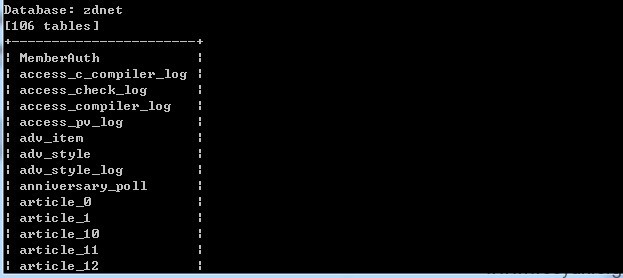 Database: zdnet
[106 tables]
+-----------------------+
¦ MemberAuth ¦
¦ access_c_compiler_log ¦
¦ access_check_log ¦
¦ access_compiler_log ¦
¦ access_pv_log ¦
¦ adv_item ¦
¦ adv_style ¦
¦ adv_style_log ¦
¦ anniversary_poll ¦
¦ article_0 ¦
¦ article_1 ¦
¦ article_10 ¦
¦ article_11 ¦
¦ article_12 ¦